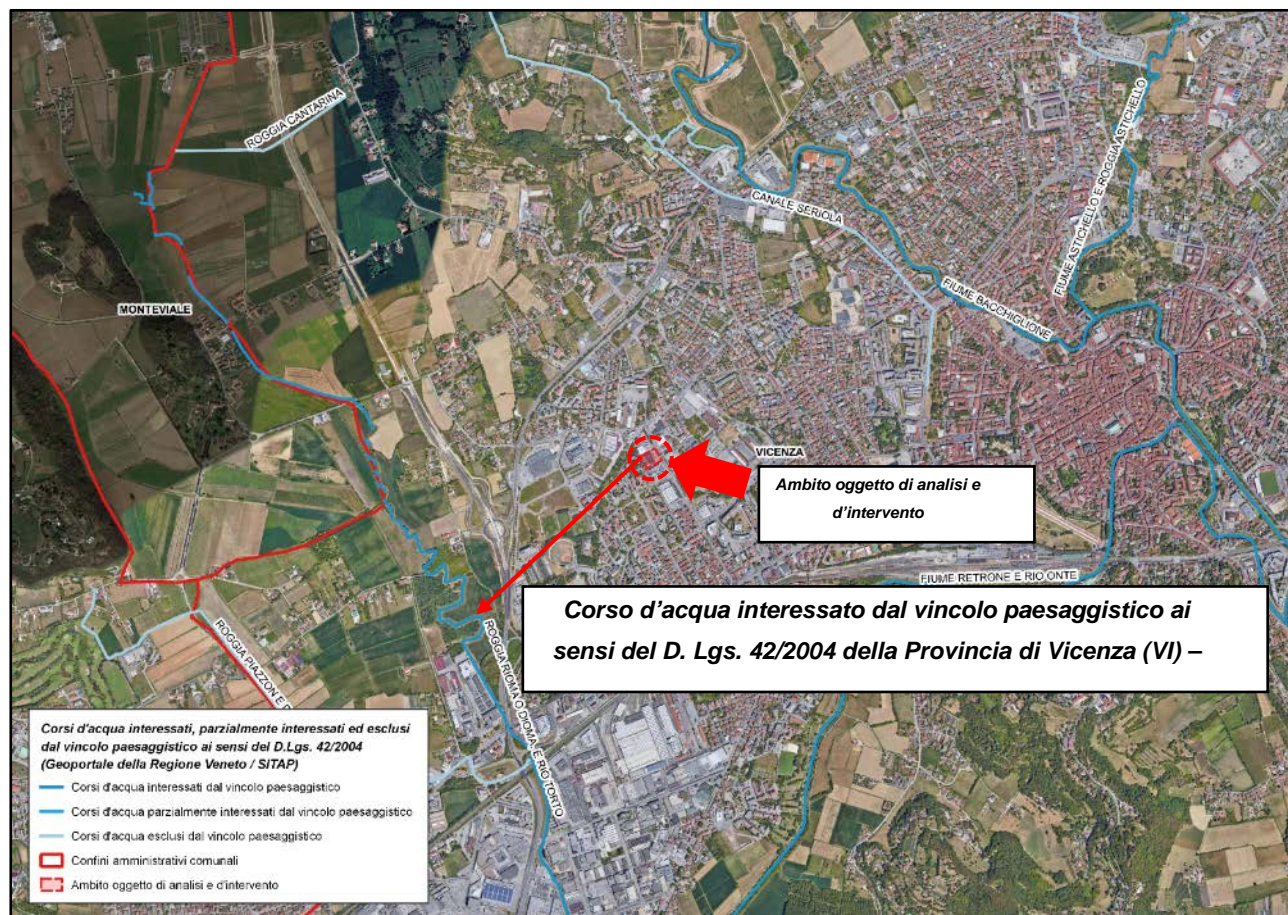 ROGGIA CANTARINA
FIUME ASTICHELLO E ROGGIA ASTICHELLO
CANALE SERIOLA
FIUME BACCHIGLIONE
MONTEVIALE
VICENZA
Ambito oggetto di analisi e
d'intervento
FIUME RETRONE E RIO ONTE
Corso d'acqua interessato dal vincolo paesaggistico ai
sensi del D. Lgs. 42/2004 della Provincia di Vicenza (VI) –
ROGGIA PIAZZON E
ROGGIA RIOMA O DIOMA, E RIO TORTO
Corsi d'acqua interessati, parzialmente interessati ed esclusi
dal vincolo paesaggistico ai sensi del D.Lgs. 42/2004
(Geoportale della Regione Veneto / SITAP)
Corsi d'acqua interessati dal vincolo paesaggistico
Corsi d'acqua parzialmente interessati dal vincolo paesaggistico
Corsi d'acqua esclusi dal vincolo paesaggistico
Confini amministrativi comunali
Ambito oggetto di analisi e d'intervento